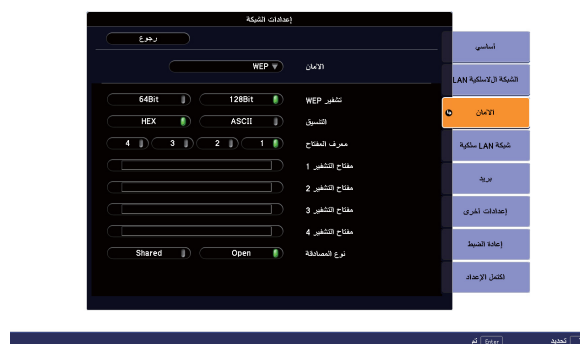 إعدادات الشبكة
رجوع
أساسي
الشبكة اللاسلكية LAN
الأمان
شبكة LAN سلكية
بريد
إعدادات أخرى
إعادة الضبط
اكتمل الإعداد
الأمان WEP
تشفير WEP 128Bit 64Bit
التنسيق ASCII HEX
معرف المفتاح 1 2 3 4
مفتاح التشفير 1
مفتاح التشفير 2
مفتاح التشفير 3
مفتاح التشفير 4
نوع المصادقة Open Shared
تحديد Enter تم